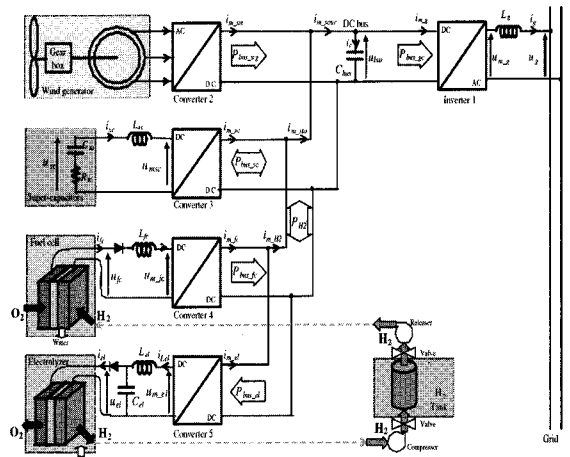 Gear
box
Wind generator
AC
DC
Converter 2
i_m_wg
P_bus_wg
i_m_sour
DC bus
i_c
C_bus
u_bus
i_m_g
P_bus_gc
DC
AC
inverter 1
L_g
i_g
u_m_g
u_g
i_sc
L_sc
C_sc
R_sc
u_sc
u_msc
Super-capacitors
DC
DC
Converter 3
i_m_sc
P_bus_sc
i_m_sto
P_H2
Fuel cell
i_fc
L_fc
u_fc
u_m_fc
O2
H2
Water
DC
DC
Converter 4
i_m_fc
i_m_H2
P_bus_fc
Electrolyzer
i_el
L_el
i_Lel
u_el
C_el
u_m_el
O2
H2
DC
DC
Converter 5
i_m_el
P_bus_el
H2
Releaser
Valve
H2
Tank
Valve
H2
Compressor
Grid